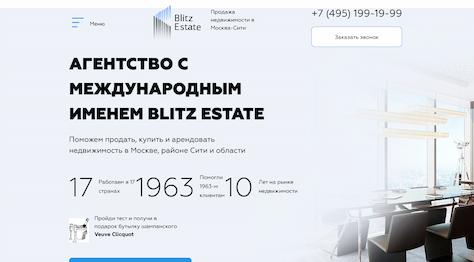 Меню
Blitz
Estate
Продажа
недвижимости в
Москва-Сити
+7 (495) 199-19-99
Заказать звонок
АГЕНТСТВО С
МЕЖДУНАРОДНЫМ
ИМЕНЕМ BLITZ ESTATE
Поможем продать, купить и арендовать
недвижимость в Москве, районе Сити и области
17
Работаем в 17
странах
1963
Помогли
1963-м
клиентам
10
Лет на рынке
недвижимости
Пройди тест и получи в
подарок бутылку шампанского
Veuve Clicquot